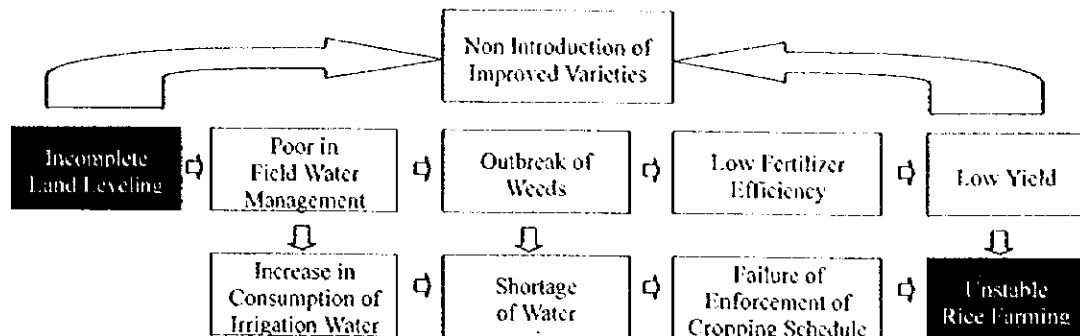 Non Introduction of
Improved Varieties
Incomplete
Land Leveling
Poor in
Field Water
Management
Outbreak of
Weeds
Low Fertilizer
Efficiency
Low Yield
Increase in
Consumption of
Irrigation Water
Shortage
of Water
Failure of
Enforcement of
Cropping Schedule
Unstable
Rice Farming